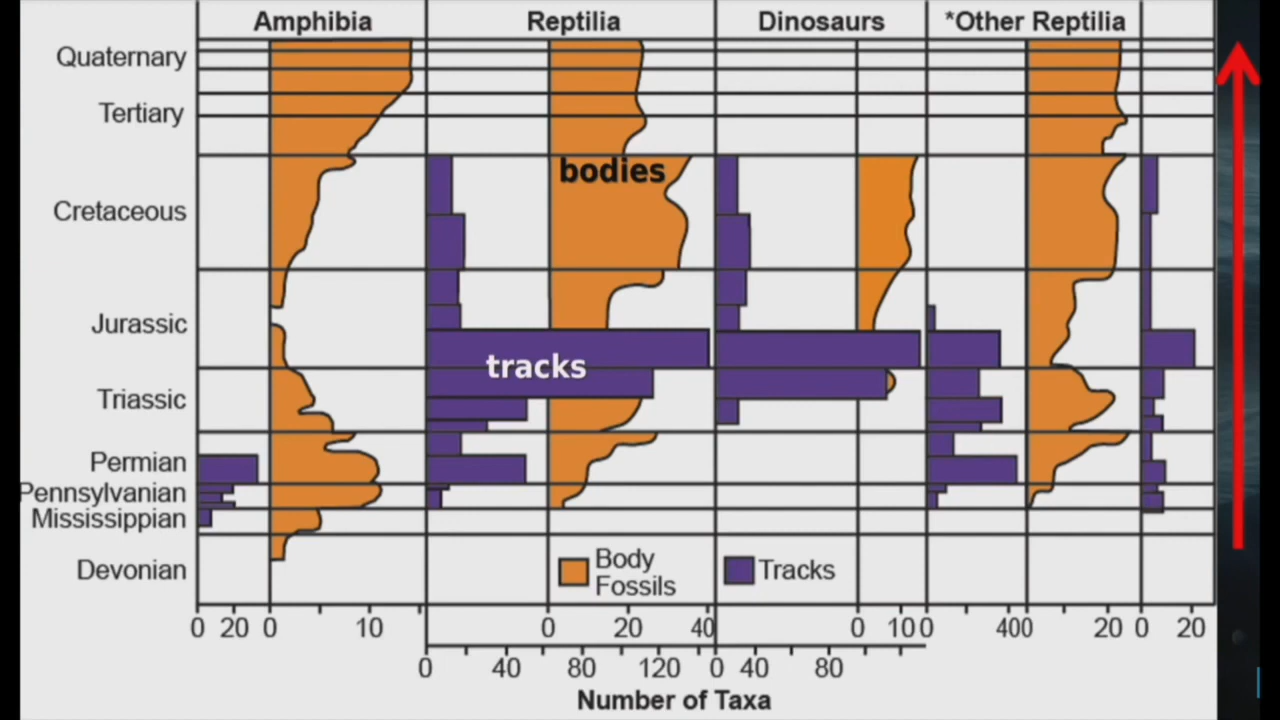 Amphibia Reptilia Dinosaurs *Other Reptilia
Quaternary
Tertiary
bodies
Cretaceous
Jurassic
tracks
Triassic
Permian
Pennsylvanian
Mississippian
Devonian
Body
Fossils
Tracks
0 20 0 10 0 20 40 0 10 0 400 20 0 20
0 40 80 120 0 40 80
Number of Taxa